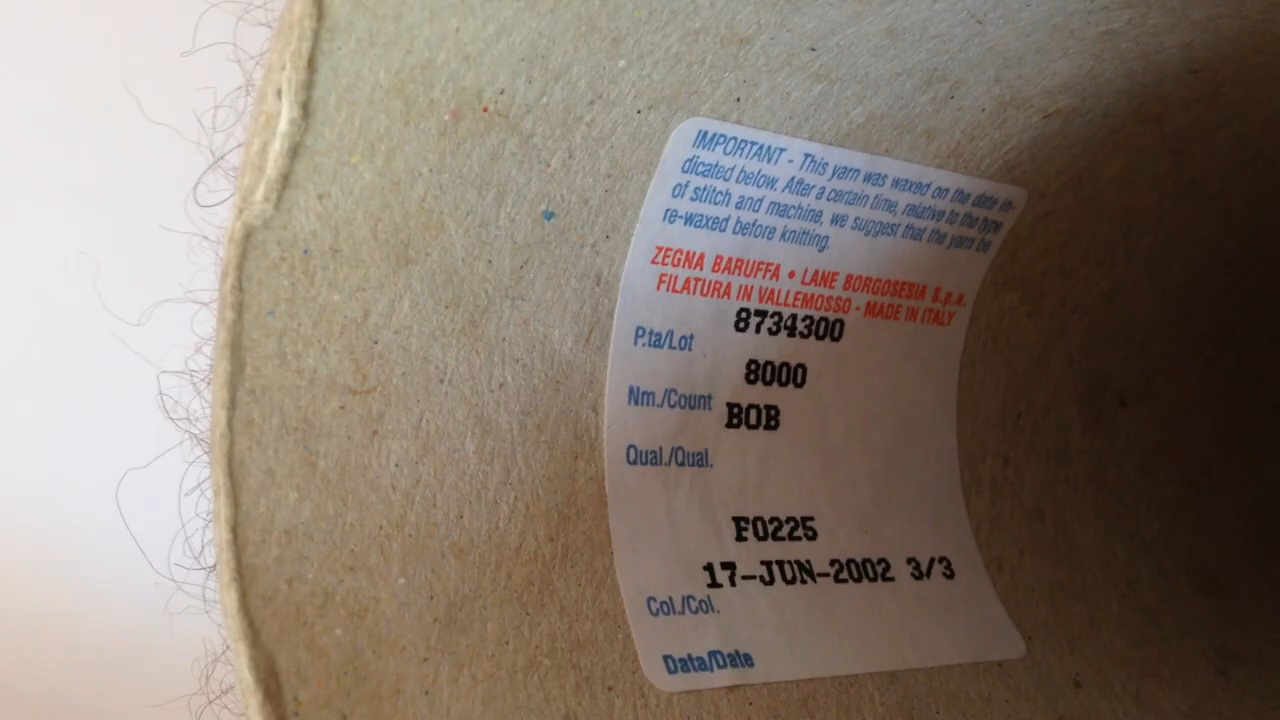 IMPORTANT - This yarn was waxed on the date in-
dicated below. After a certain time, relative to the type
of stitch and machine, we suggest that the yarn be
re-waxed before knitting.
ZEGNA BARUFFA • LANE BORGOSESIA S.p.a.
FILATURA IN VALLEMOSSO - MADE IN ITALY
8734300
P.ta/Lot
8000
Nm./Count
BOB
Qual./Qual.
F0225
17-JUN-2002 3/3
Col./Col.
Data/Date